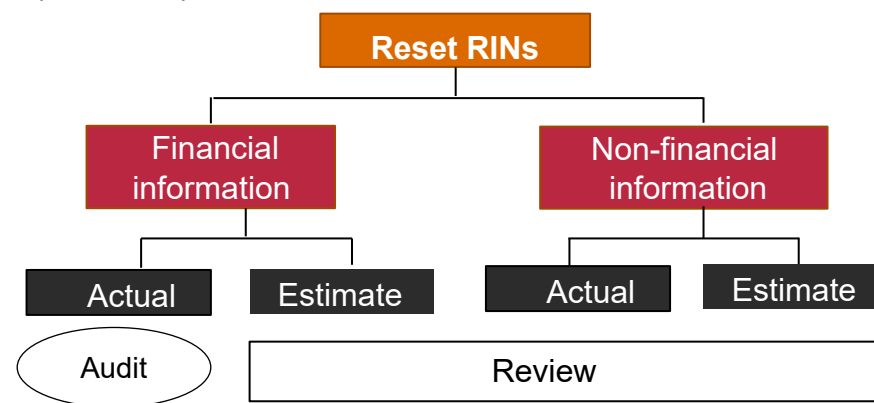 Reset RINs
Financial
information
Non-financial
information
Actual
Estimate
Actual
Estimate
Audit
Review